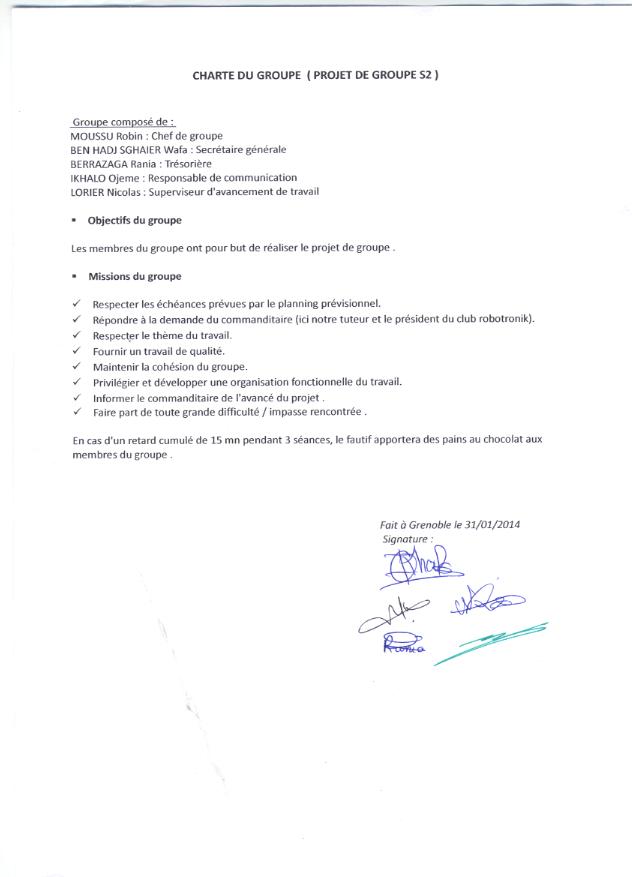 CHARTE DU GROUPE ( PROJET DE GROUPE S2 )
Groupe composé de :
MOUSSU Robin : Chef de groupe
BEN HADJ SGHAIER Wafa : Secrétaire générale
BERRAZAGA Rania : Trésorière
IKHALO Ojeme : Responsable de communication
LORIER Nicolas : Superviseur d'avancement de travail
▪ Objectifs du groupe
Les membres du groupe ont pour but de réaliser le projet de groupe .
▪ Missions du groupe
✓ Respecter les échéances prévues par le planning prévisionnel.
✓ Répondre à la demande du commanditaire (ici notre tuteur et le président du club robotronik).
✓ Respecter le thème du travail.
✓ Fournir un travail de qualité.
✓ Maintenir la cohésion du groupe.
✓ Privilégier et développer une organisation fonctionnelle du travail.
✓ Informer le commanditaire de l'avancé du projet .
✓ Faire part de toute grande difficulté / impasse rencontrée .
En cas d'un retard cumulé de 15 mn pendant 3 séances, le fautif apportera des pains au chocolat aux
membres du groupe .
Fait à Grenoble le 31/01/2014
Signature :
Rania